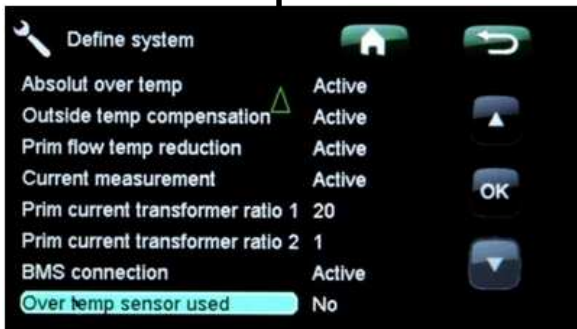 Define system
Absolut over temp Active
Outside temp compensation Active
Prim flow temp reduction Active
Current measurement Active
OK
Prim current transformer ratio 1 20
Prim current transformer ratio 2 1
BMS connection Active
Over temp sensor used No